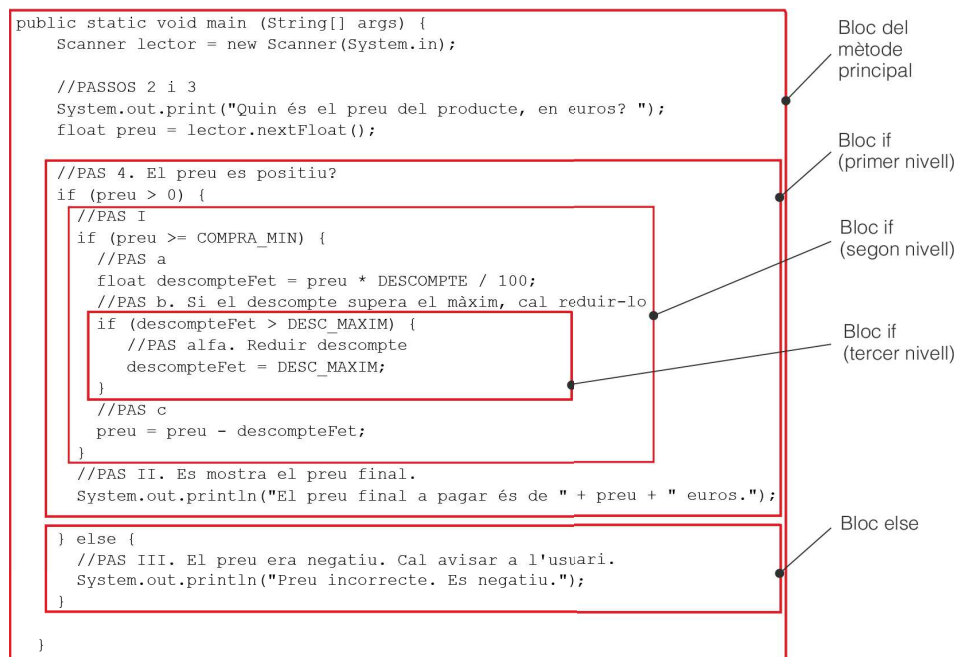 public static void main (String[] args) {
Scanner lector = new Scanner(System.in);
//PASSOS 2 i 3
System.out.print("Quin és el preu del producte, en euros? ");
float preu = lector.nextFloat();
//PAS 4. El preu es positiu?
if (preu > 0) {
//PAS I
if (preu >= COMPRA_MIN) {
//PAS a
float descompteFet = preu * DESCOMPTE / 100;
//PAS b. Si el descompte supera el màxim, cal reduir-lo
if (descompteFet > DESC_MAXIM) {
//PAS alfa. Reduir descompte
descompteFet = DESC_MAXIM;
}
//PAS c
preu = preu - descompteFet;
}
//PAS II. Es mostra el preu final.
System.out.println("El preu final a pagar és de " + preu + " euros.");
} else {
//PAS III. El preu era negatiu. Cal avisar a l'usuari.
System.out.println("Preu incorrecte. Es negatiu.");
}
}
Bloc del
mètode
principal
Bloc if
(primer nivell)
Bloc if
(segon nivell)
Bloc if
(tercer nivell)
Bloc else